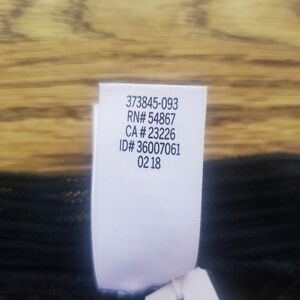 373845-093
RN# 54867
CA # 23226
ID# 36007061
02 18